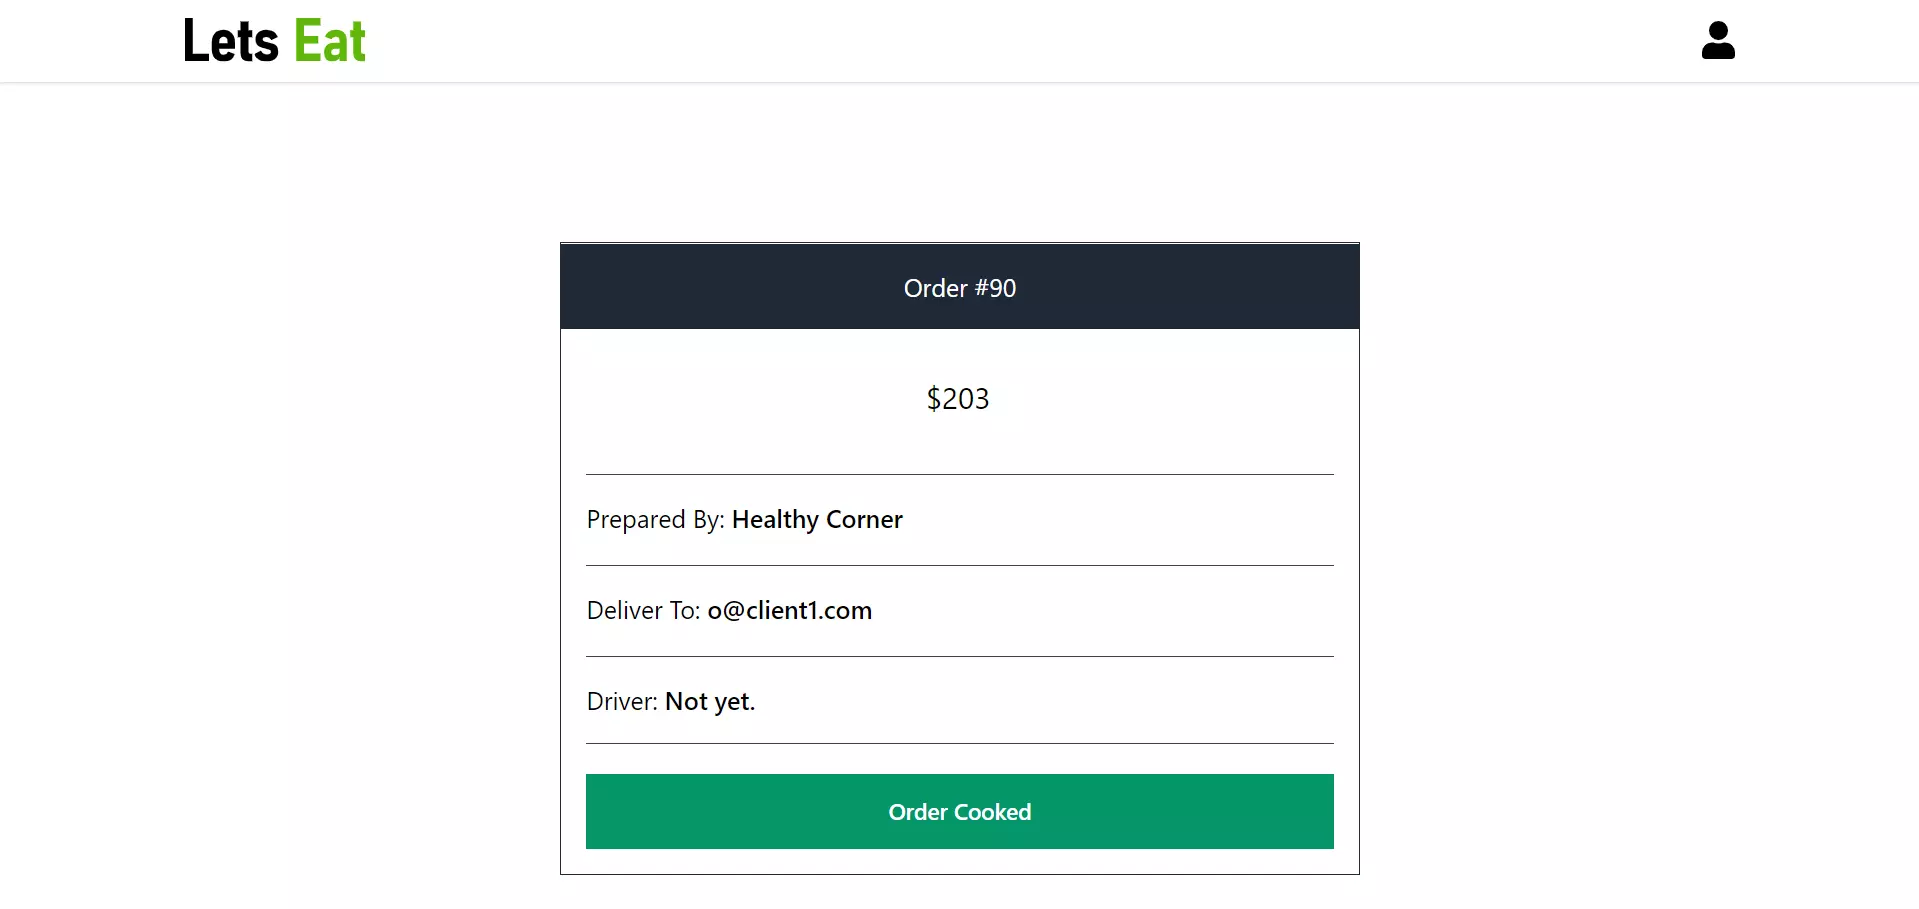 Lets Eat
Order #90
$203
Prepared By: Healthy Corner
Deliver To: o@client1.com
Driver: Not yet.
Order Cooked